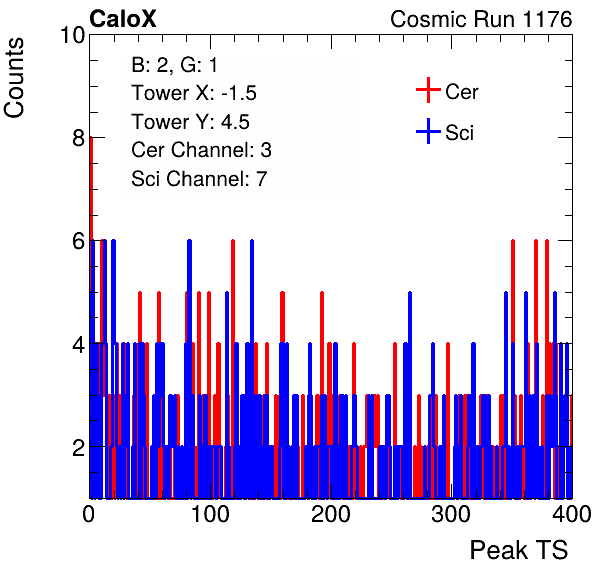 CaloX
Cosmic Run 1176
Counts
10
8
6
4
2
B: 2, G: 1
Tower X: -1.5
Tower Y: 4.5
Cer Channel: 3
Sci Channel: 7
Cer
Sci
0
100
200
300
400
Peak TS